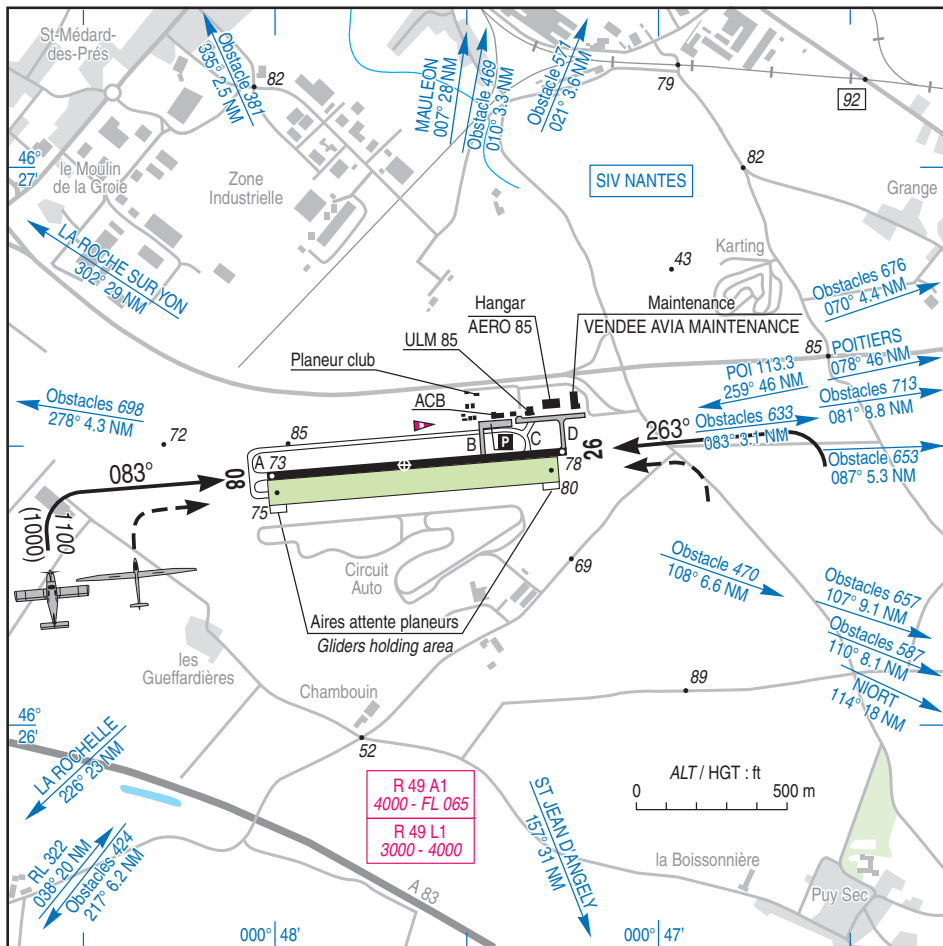 St-Médard-
des-Prés
Obstacle 381
335° 2.5 NM
82
MAULEON
007° 28NM
Obstacle 469
010° 3.3 NM
Obstacle 571
021° 3.6 NM
79
92
46°
27'
le Moulin
de la Groie
Zone
Industrielle
SIV NANTES
82
Grange
LA ROCHE SUR YON
302° 29 NM
43
Karting
Obstacles 676
070° 4.4 NM
Hangar
AERO 85
Maintenance
VENDEE AVIA MAINTENANCE
ULM 85
Planeur club
ACB
85
POITIERS
078° 46 NM
POI 113.3
259° 46 NM
Obstacles 713
081° 8.8 NM
Obstacles 698
278° 4.3 NM
72
85
Obstacles 633
083° 3.1 NM
263°
Obstacle 653
087° 5.3 NM
083°
08
A
73
B
P
C
D
26
78
80
75
1100
(1000)
Circuit
Auto
69
Obstacle 470
108° 6.6 NM
Aires attente planeurs
Gliders holding area
Obstacles 657
107° 9.1 NM
Obstacles 587
110° 8.1 NM
NIORT
114° 18 NM
les
Gueffardières
Chambouin
89
46°
26'
52
LA ROCHELLE
226° 23 NM
R 49 A1
4000 - FL 065
R 49 L1
3000 - 4000
ALT / HGT : ft
0
500 m
ST JEAN D'ANGELY
157° 31 NM
RL 322
038° 20 NM
Obstacles 424
217° 6.2 NM
A 83
la Boissonnière
Puy Sec
000° 48'
000° 47'